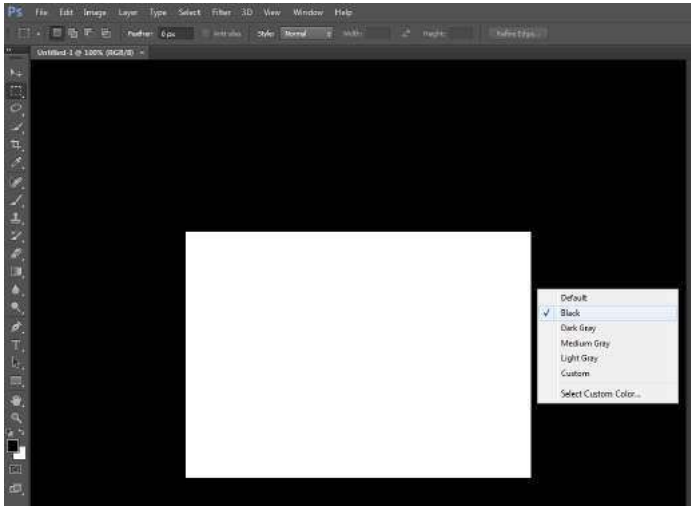 Ps File Edit Image Layer Type Select Filter 3D View Window Help
Feather: 0 px Anti-alias Style: Normal Width: Height: Refine Edge...
Untitled-1 @ 100% (RGB/8) ×
Default
Black
Dark Gray
Medium Gray
Light Gray
Custom
Select Custom Color...